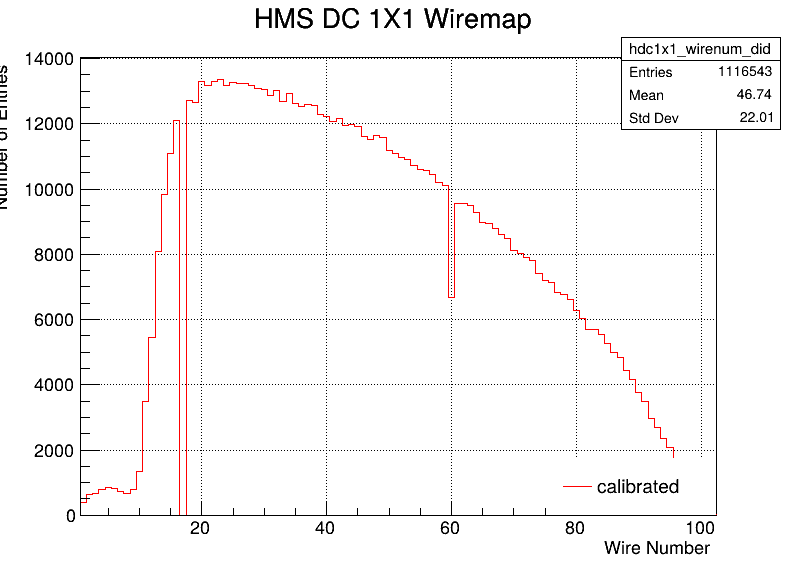 HMS DC 1X1 Wiremap
hdc1x1_wirenum_did
Entries 1116543
Mean 46.74
Std Dev 22.01
Number of Entries
14000
12000
10000
8000
6000
4000
2000
0
calibrated
20 40 60 80 100
Wire Number